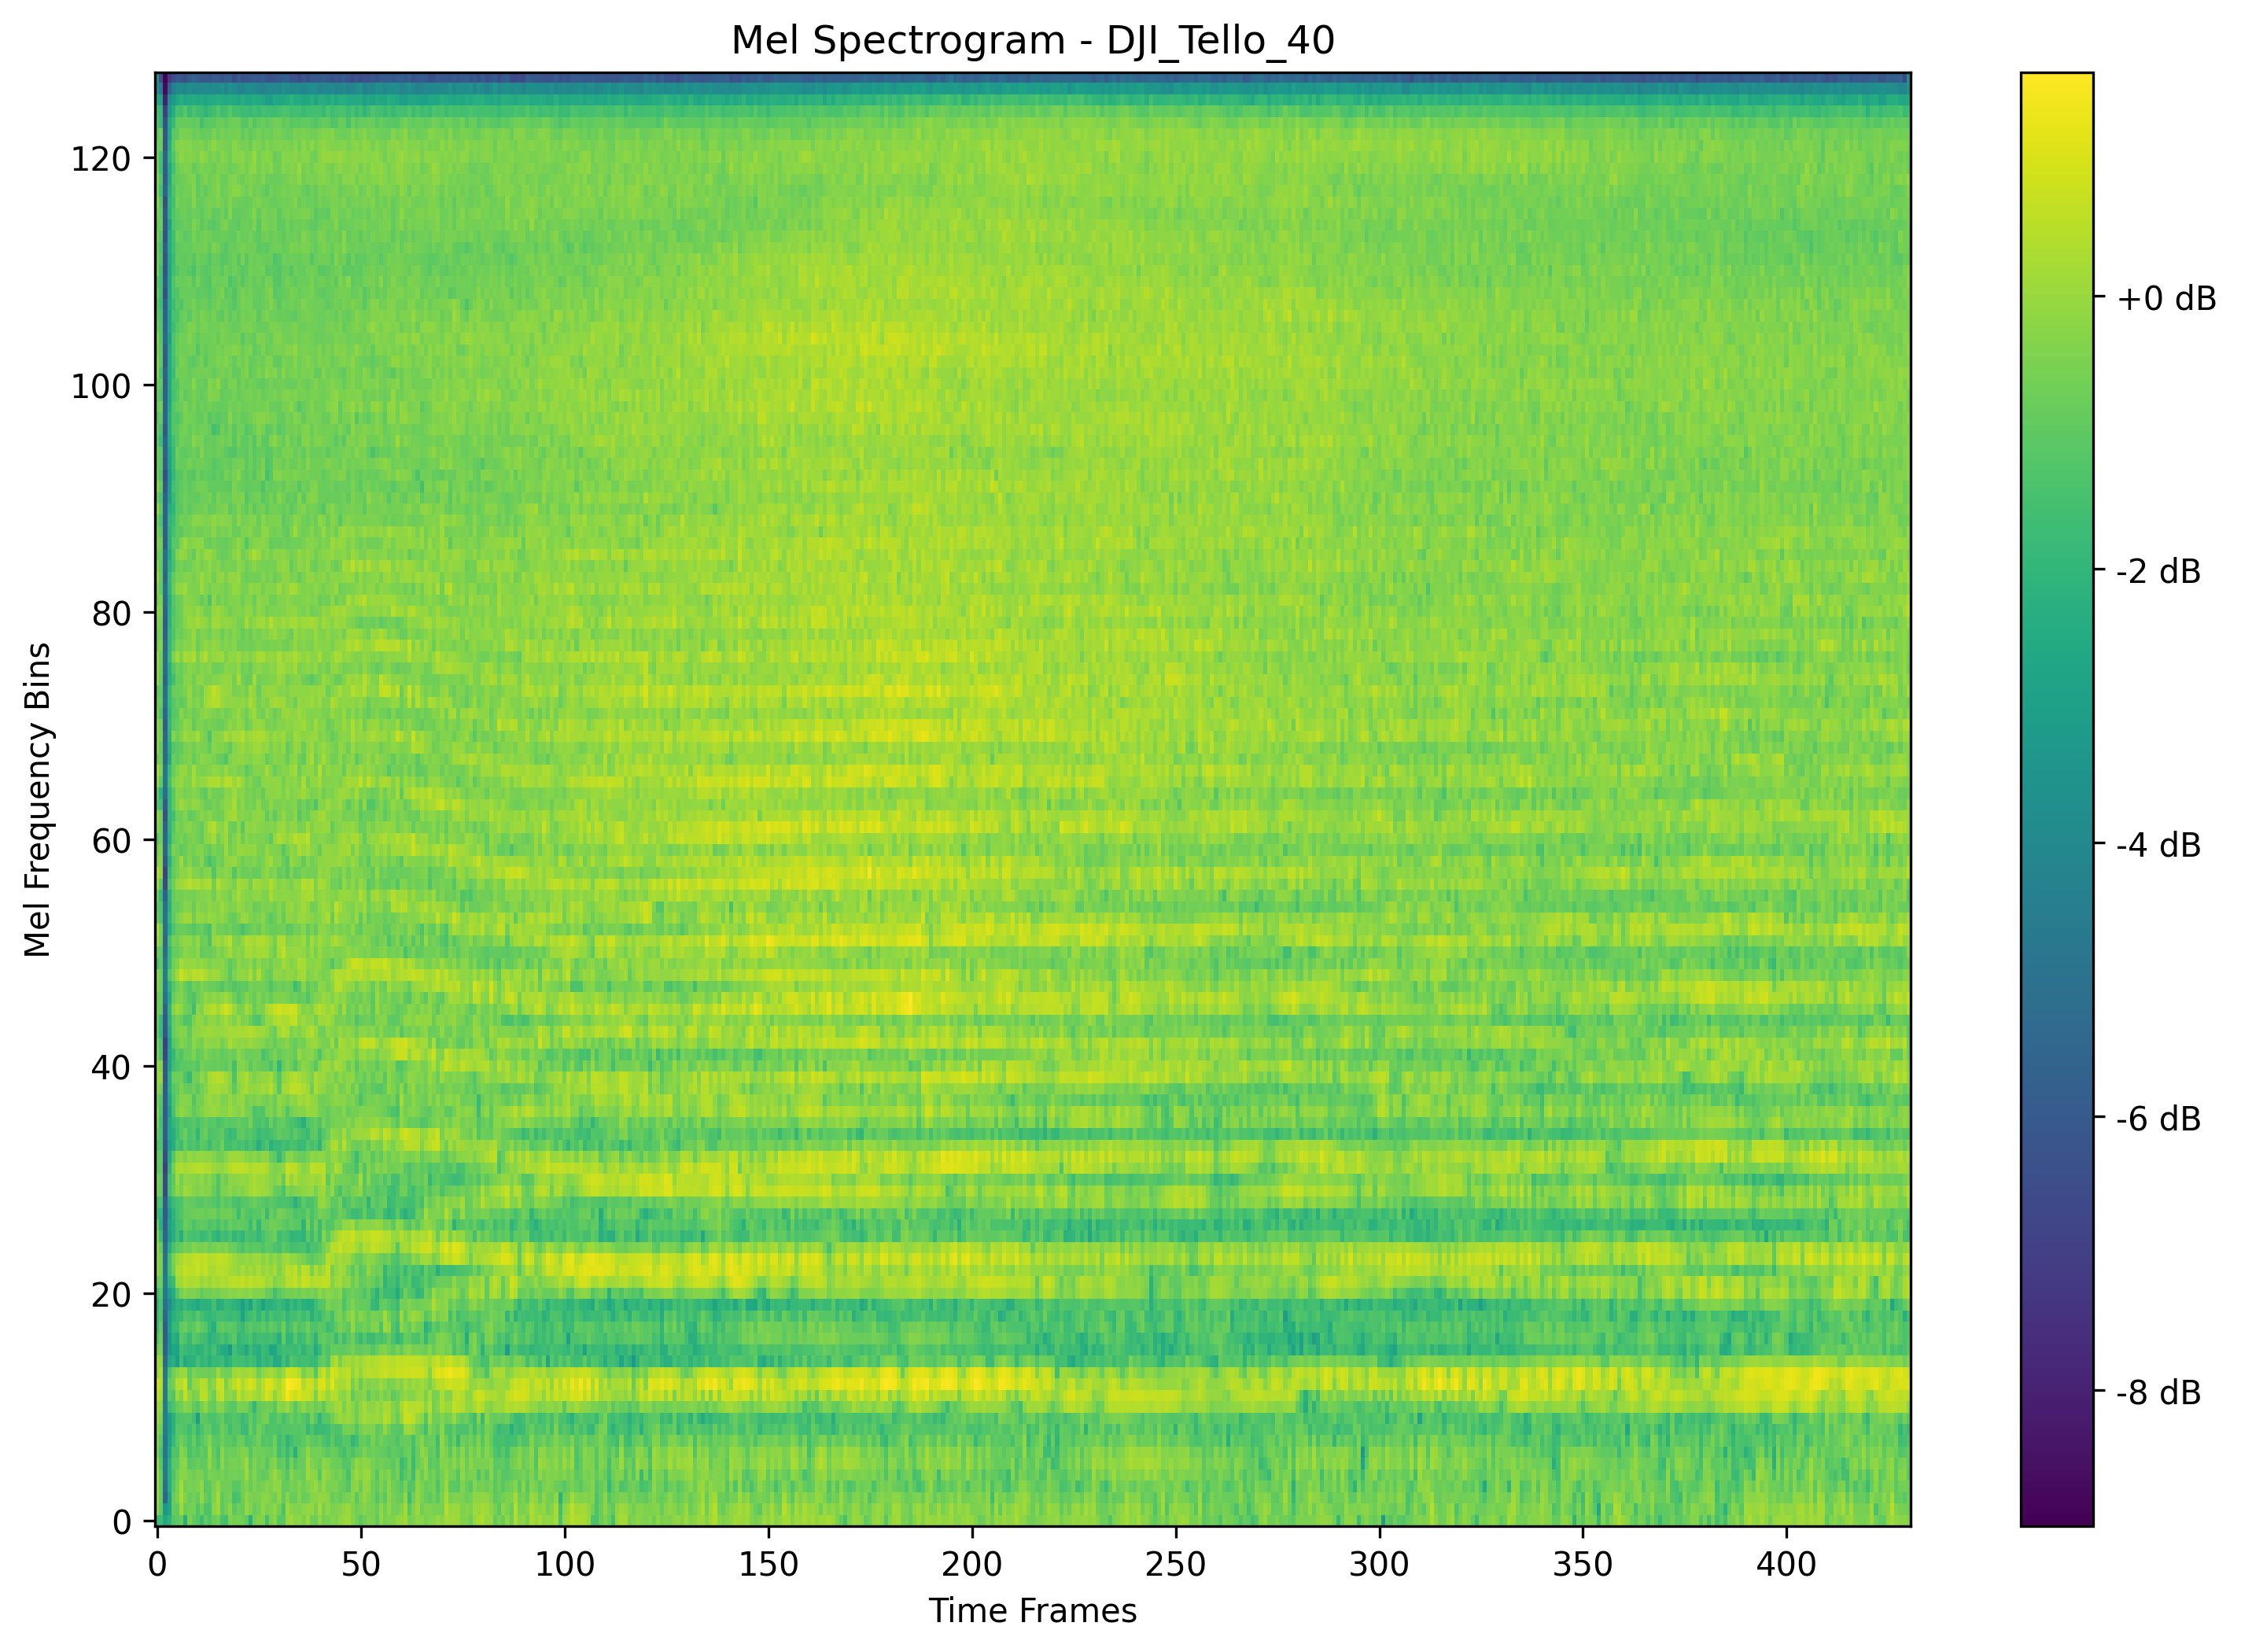 Mel Spectrogram - DJI_Tello_40
Mel Frequency Bins
120
100
80
60
40
20
0
0 50 100 150 200 250 300 350 400
Time Frames
+0 dB
-2 dB
-4 dB
-6 dB
-8 dB